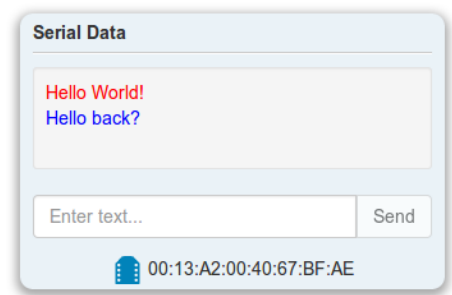 Serial Data
Hello World!
Hello back?
Enter text...
Send
00:13:A2:00:40:67:BF:AE